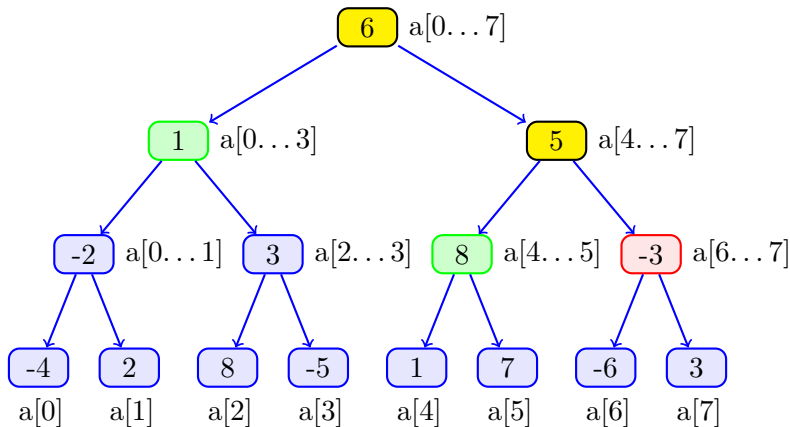 6 a[0...7]
1 a[0...3] 5 a[4...7]
-2 a[0...1] 3 a[2...3] 8 a[4...5] -3 a[6...7]
-4 2 8 -5 1 7 -6 3
a[0] a[1] a[2] a[3] a[4] a[5] a[6] a[7]